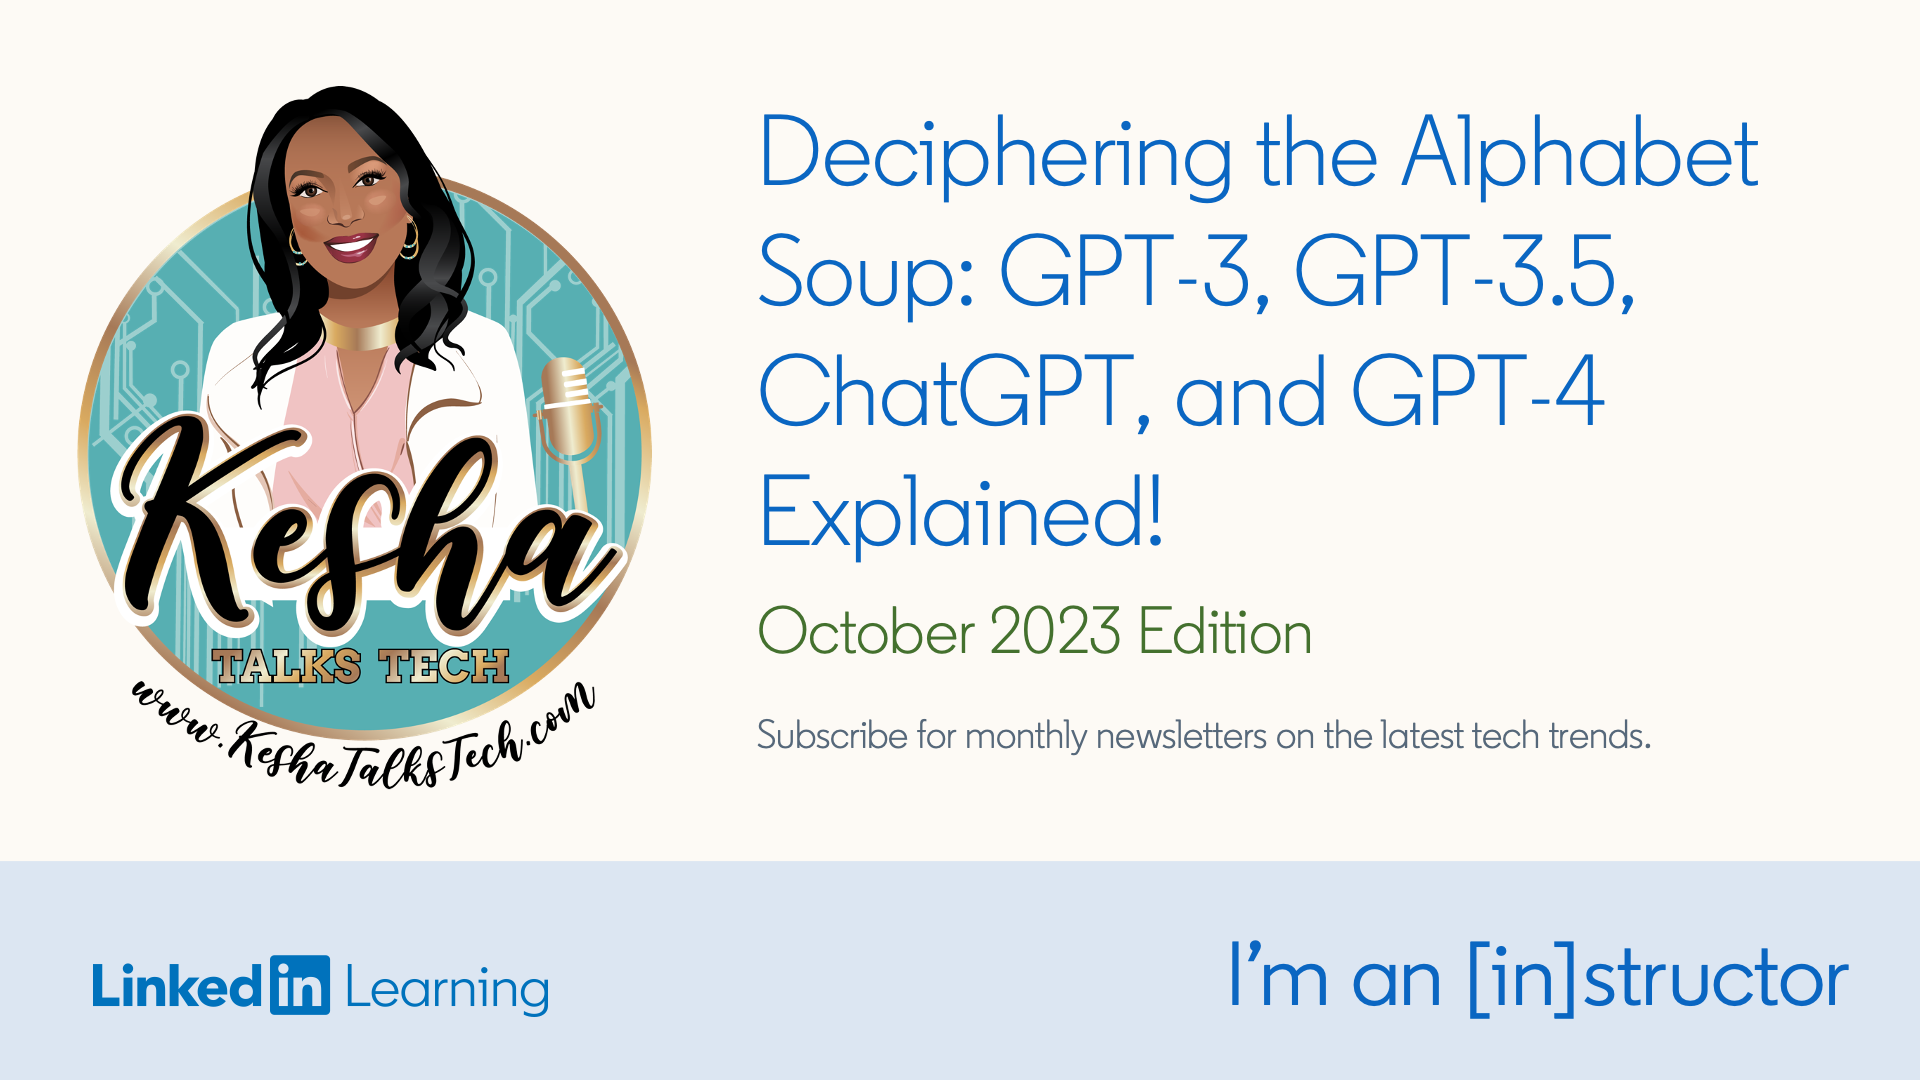 Kesha
TALKS TECH
www.KeshaTalksTech.com
Deciphering the Alphabet
Soup: GPT-3, GPT-3.5,
ChatGPT, and GPT-4
Explained!
October 2023 Edition
Subscribe for monthly newsletters on the latest tech trends.
Linked in Learning
I’m an [in]structor